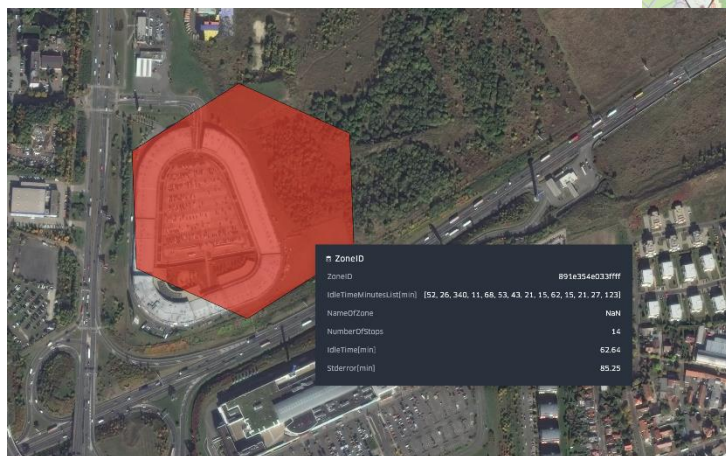 ZoneID
ZoneID 891e354e033ffff
IdleTimeMinutesList(min) [52, 26, 340, 11, 68, 53, 43, 21, 15, 62, 15, 21, 27, 123]
NameOfZone NaN
NumberOfStops 14
IdleTime(min) 62.64
Stderror(min) 85.25